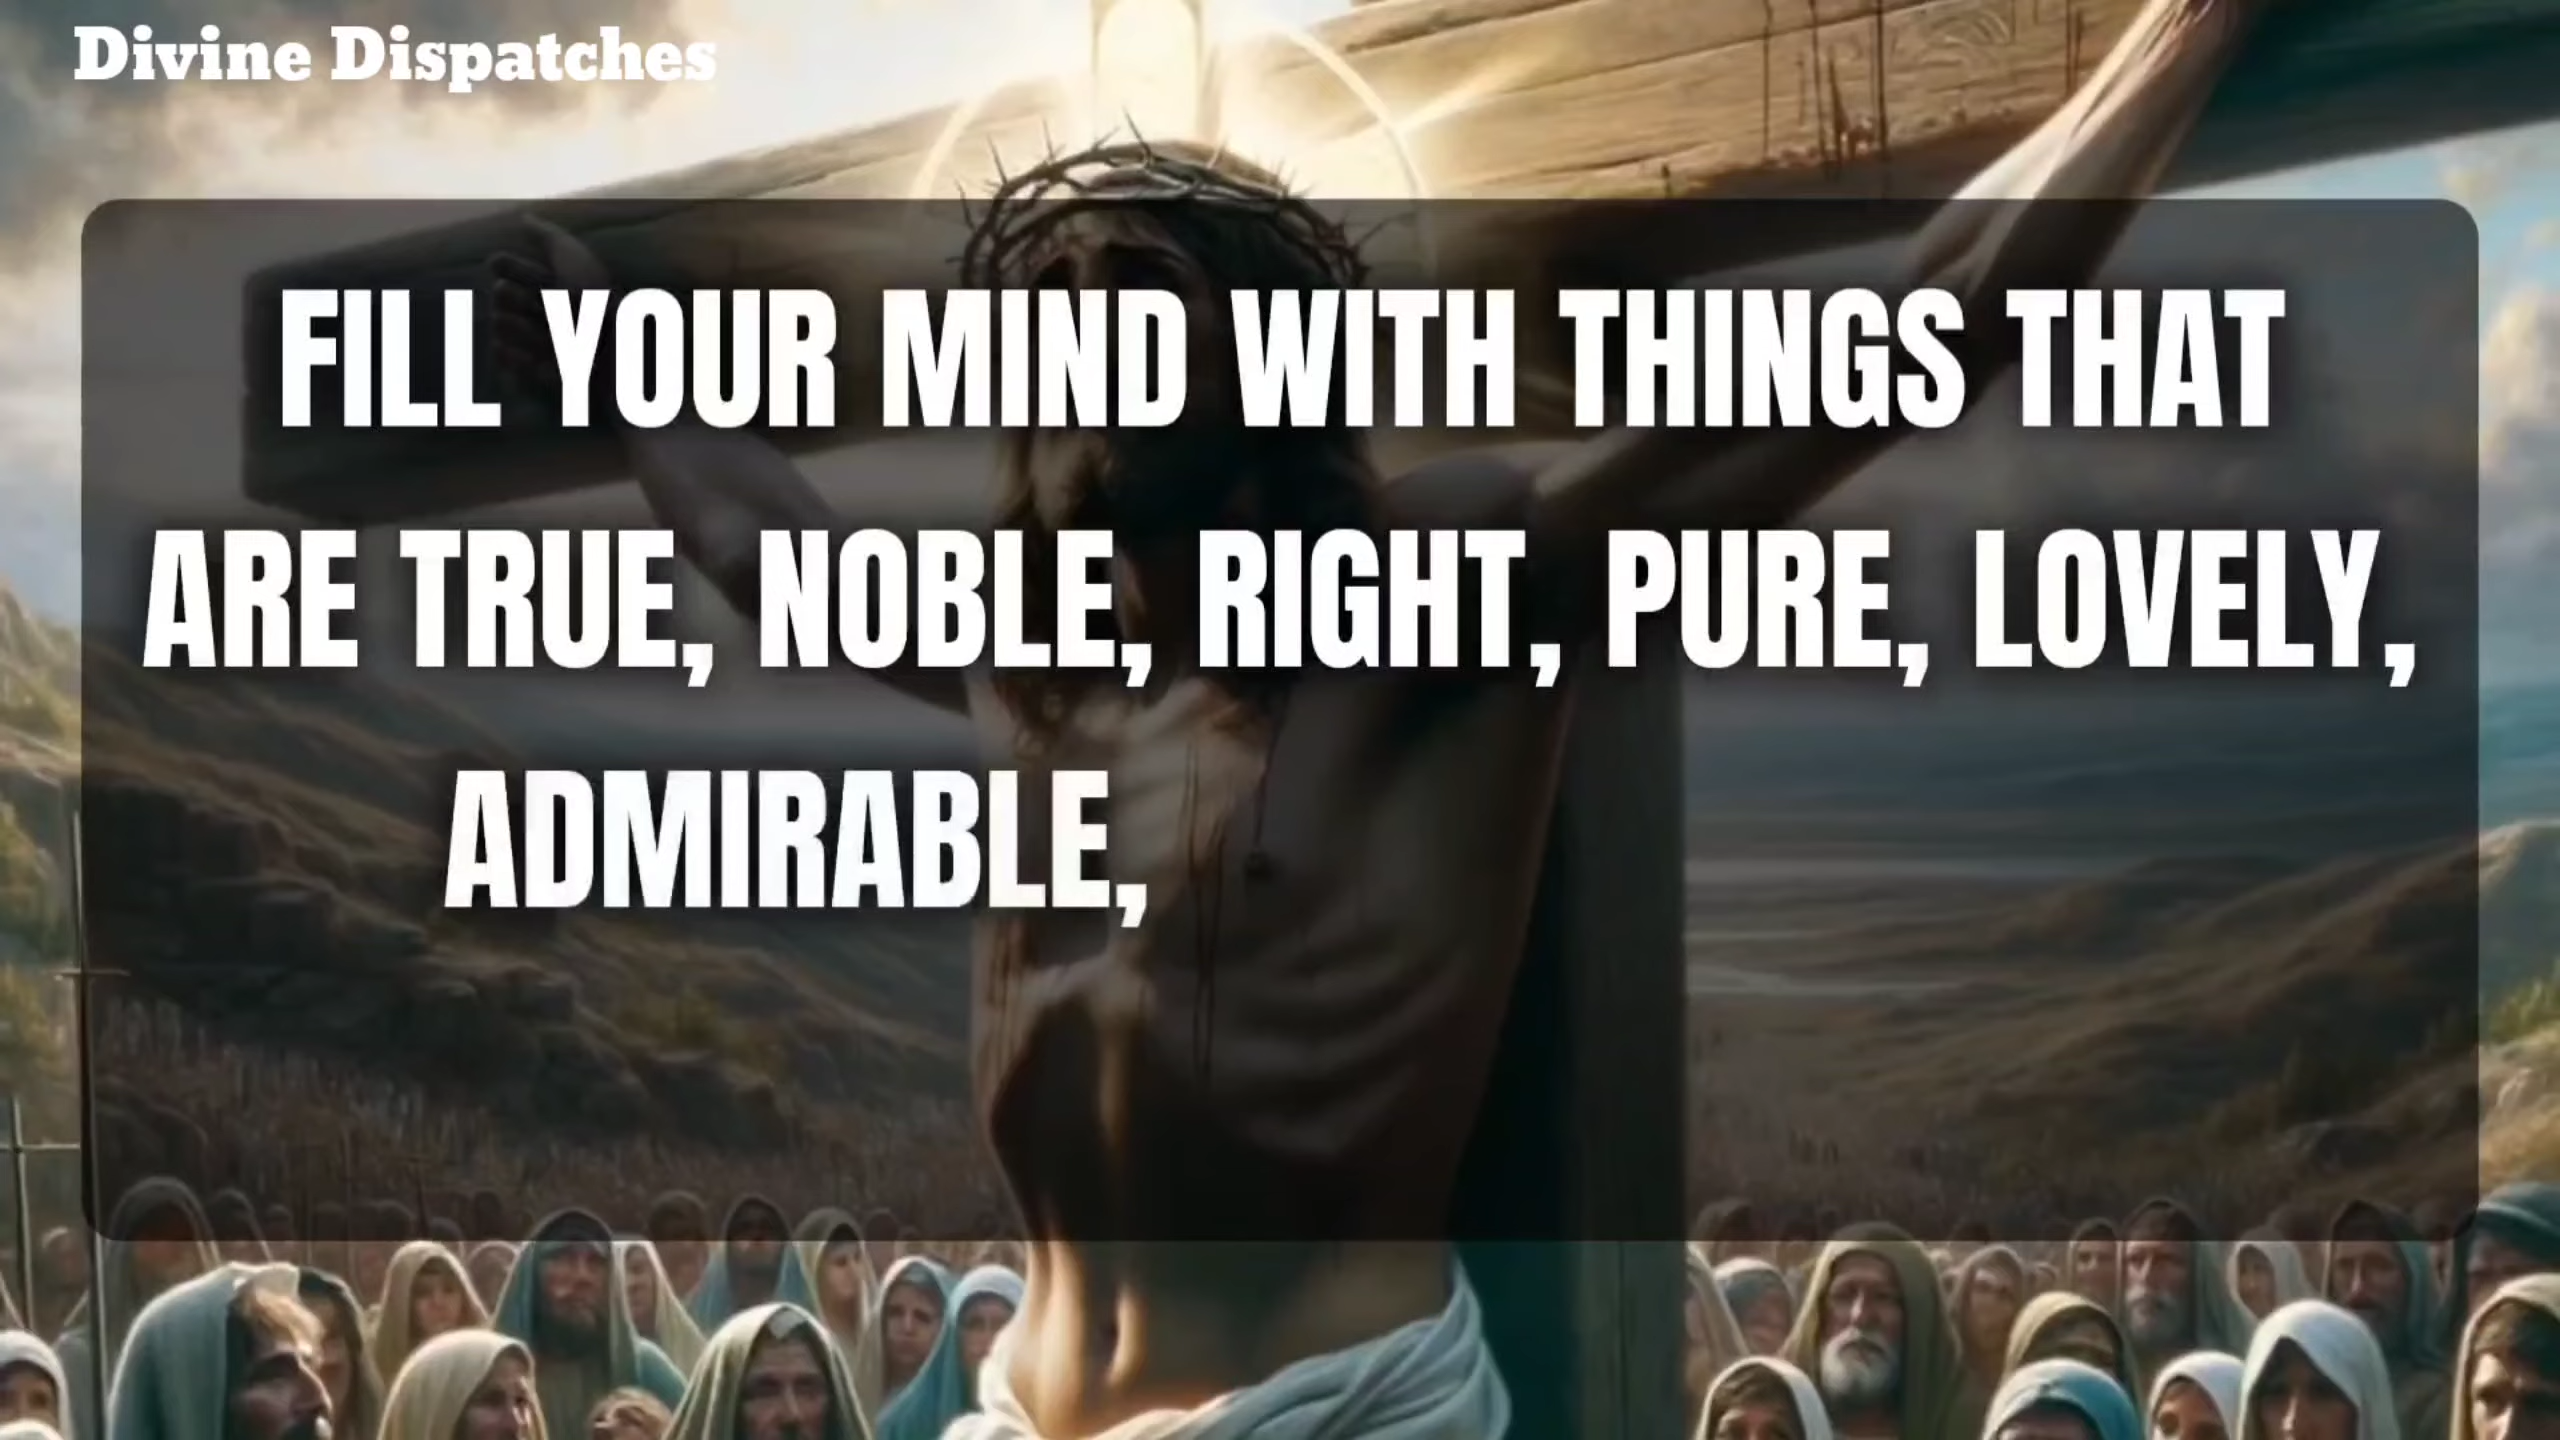 Divine Dispatches
FILL YOUR MIND WITH THINGS THAT
ARE TRUE, NOBLE, RIGHT, PURE, LOVELY,
ADMIRABLE,